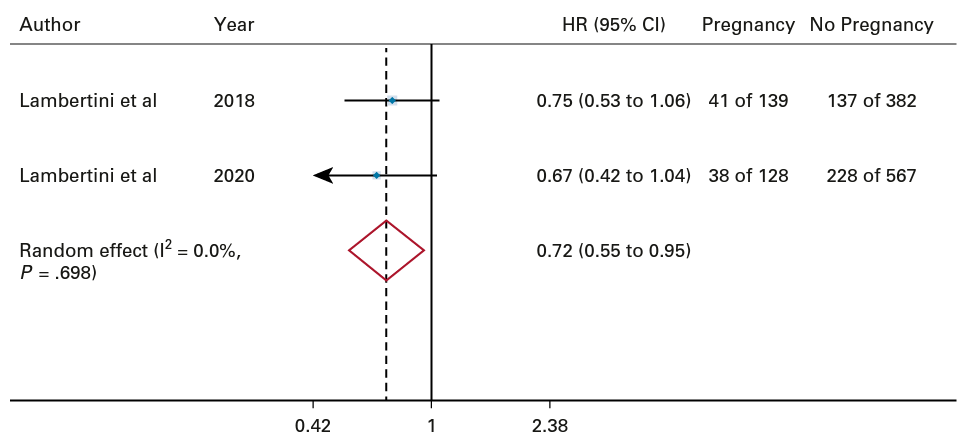 Author Year HR (95% CI) Pregnancy No Pregnancy
Lambertini et al 2018 0.75 (0.53 to 1.06) 41 of 139 137 of 382
Lambertini et al 2020 0.67 (0.42 to 1.04) 38 of 128 228 of 567
Random effect (I² = 0.0%, 0.72 (0.55 to 0.95)
P = .698)
0.42 1 2.38